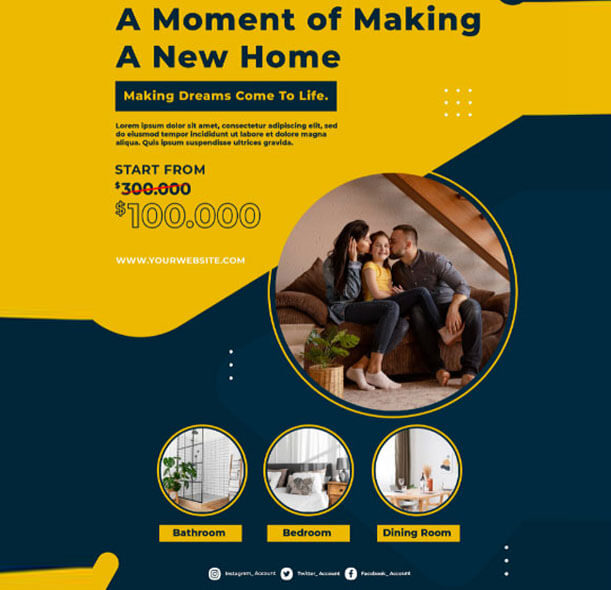 A Moment of Making
A New Home
Making Dreams Come To Life.
Lorem ipsum dolor sit amet, consectetur adipiscing elit, sed
do eiusmod tempor incididunt ut labore et dolore magna
aliqua. Quis ipsum suspendisse ultrices gravida.
START FROM
$300.000
$100.000
WWW.YOURWEBSITE.COM
Bathroom Bedroom Dining Room
Instagram_Account Twitter_Account Facebook_Account